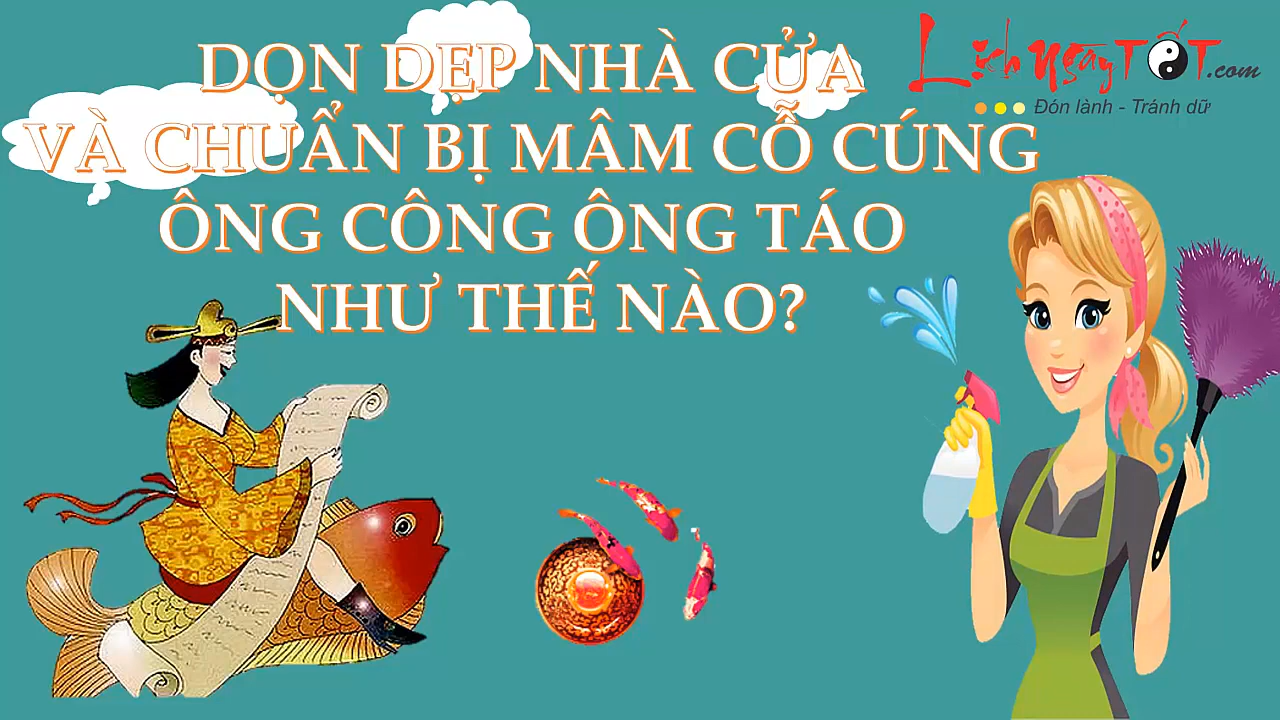 DỌN DẸP NHÀ CỬA
VÀ CHUẨN BỊ MÂM CỖ CÚNG
ÔNG CÔNG ÔNG TÁO
NHƯ THẾ NÀO?
LịchNgàyTỐT.com
Đón lành - Tránh dữ